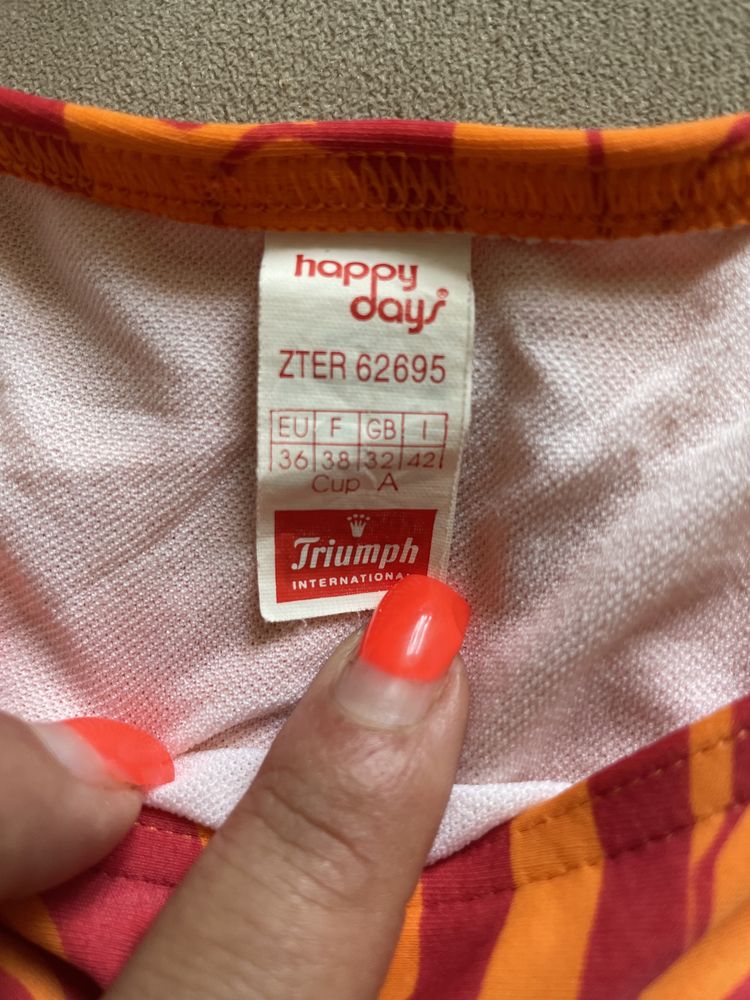 happy
days®
ZTER 62695
EU F GB I
36 38 32 42
Cup A
Triumph
INTERNATIONAL